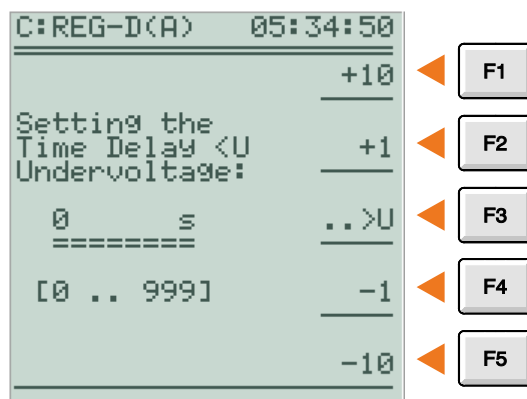 C:REG-D(A) 05:34:50
+10 F1
Setting the
Time Delay <U +1 F2
Undervoltage:
0 s ..>U F3
========
[0 .. 999] -1 F4
-10 F5